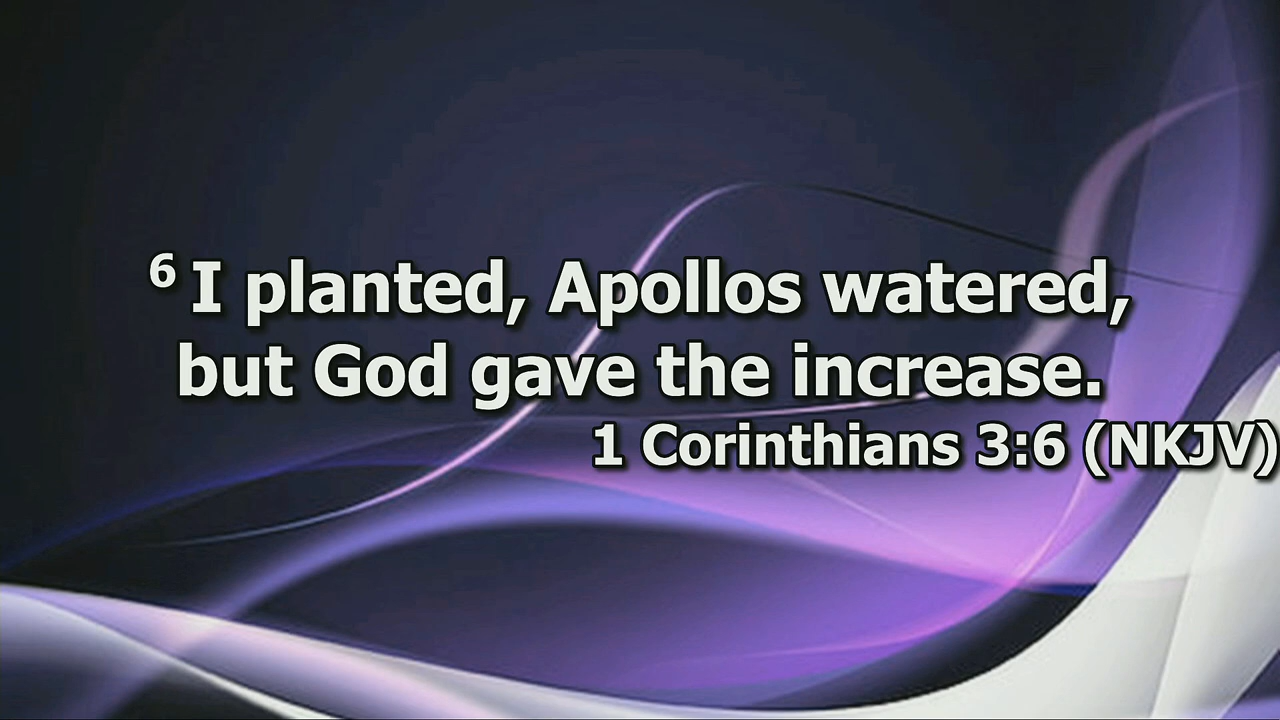 6 I planted, Apollos watered,
but God gave the increase.
1 Corinthians 3:6 (NKJV)